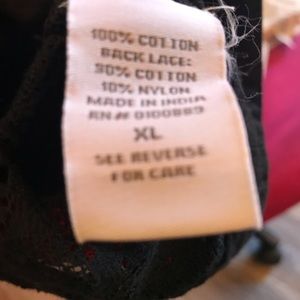 100% COTTON
BACK LACE:
90% COTTON
10% NYLON
MADE IN INDIA
RN# 0100889
XL
SEE REVERSE
FOR CARE